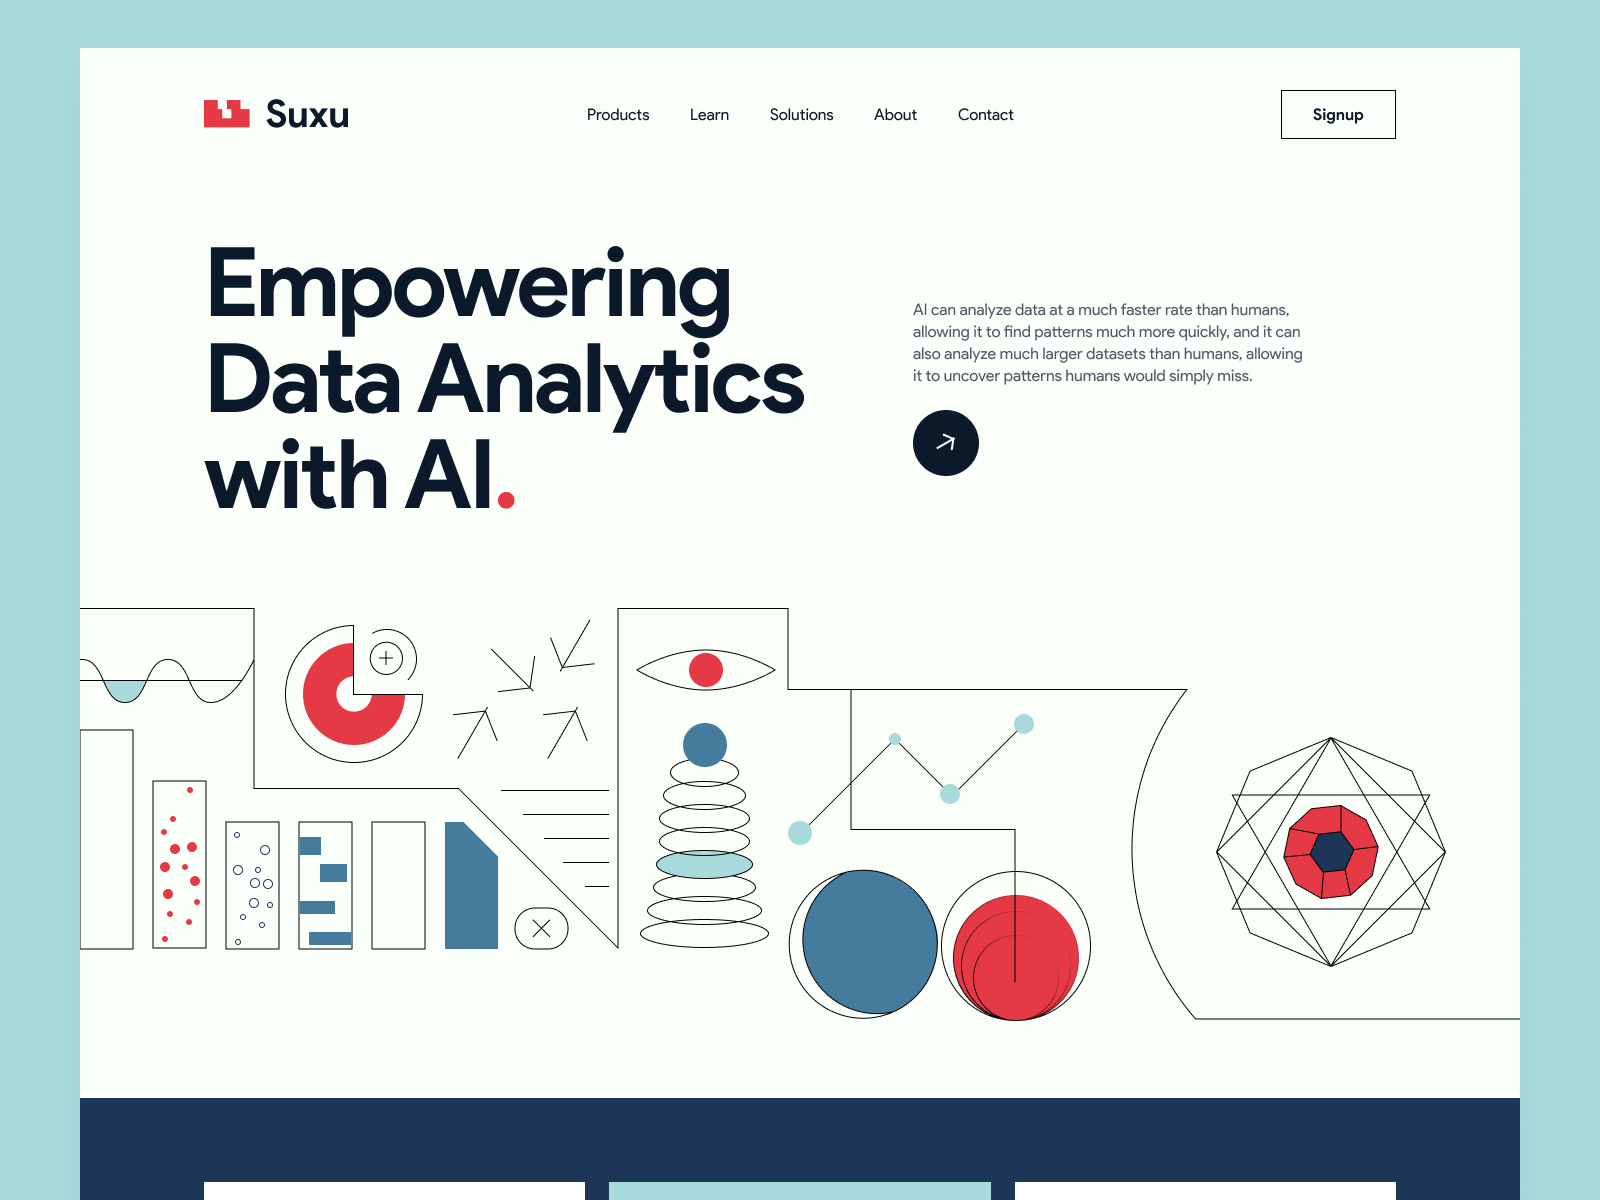 Suxu
Products
Learn
Solutions
About
Contact
Signup
Empowering
Data Analytics
with AI.
AI can analyze data at a much faster rate than humans,
allowing it to find patterns much more quickly, and it can
also analyze much larger datasets than humans, allowing
it to uncover patterns humans would simply miss.